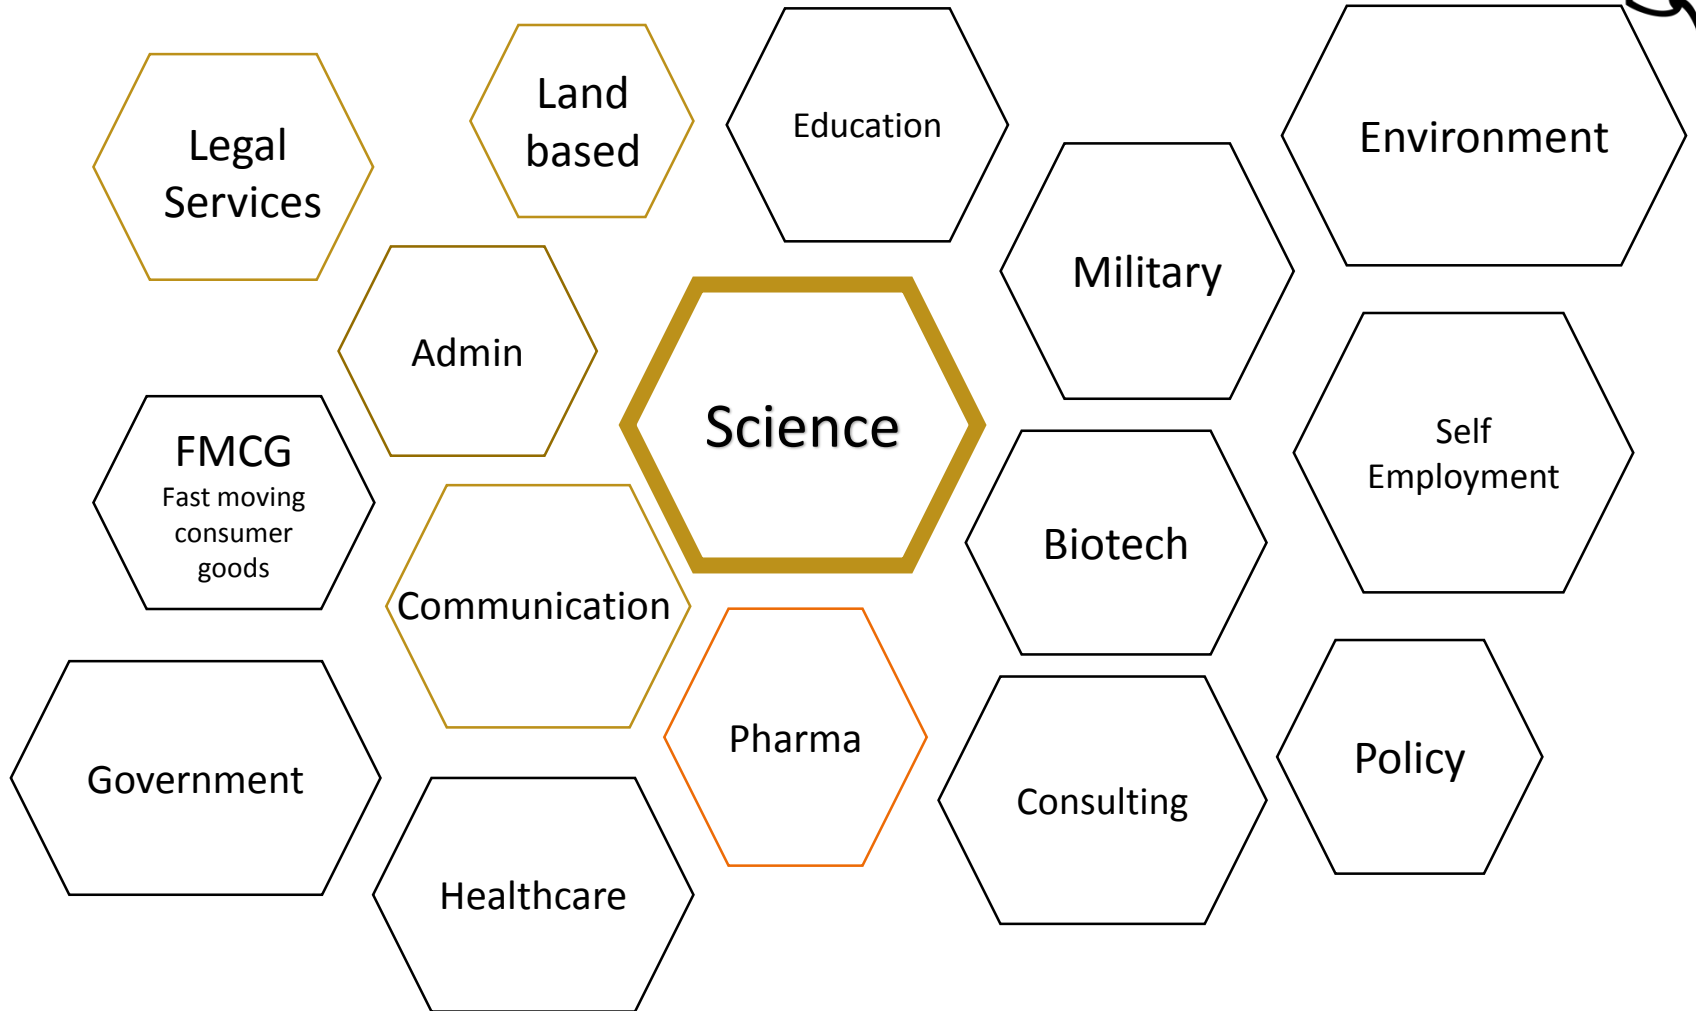 Legal
Services
Land
based
Education
Environment
Military
Admin
Science
Self
Employment
FMCG
Fast moving
consumer
goods
Biotech
Communication
Pharma
Policy
Government
Consulting
Healthcare